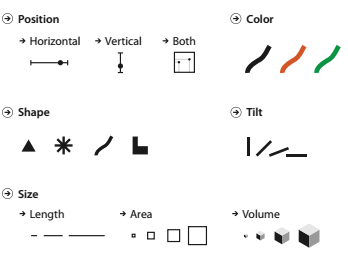 Position
Color
Horizontal
Vertical
Both
Shape
Tilt
Size
Length
Area
Volume